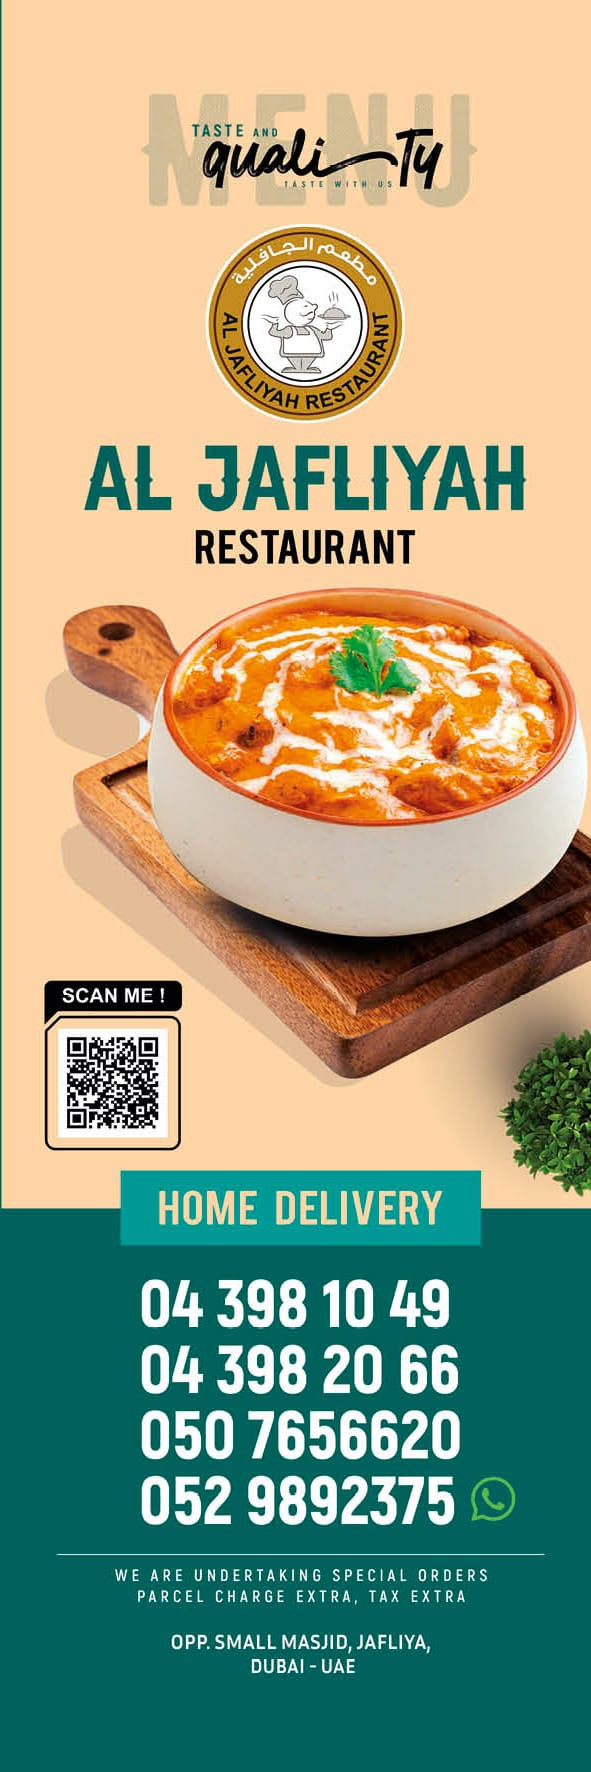 MENU
TASTE AND
qualiTy
TASTE WITH US
مطعم الجافلية
AL JAFLIYAH RESTAURANT
AL JAFLIYAH
RESTAURANT
SCAN ME !
HOME DELIVERY
04 398 10 49
04 398 20 66
050 7656620
052 9892375
WE ARE UNDERTAKING SPECIAL ORDERS
PARCEL CHARGE EXTRA, TAX EXTRA
OPP. SMALL MASJID, JAFLIYA,
DUBAI - UAE